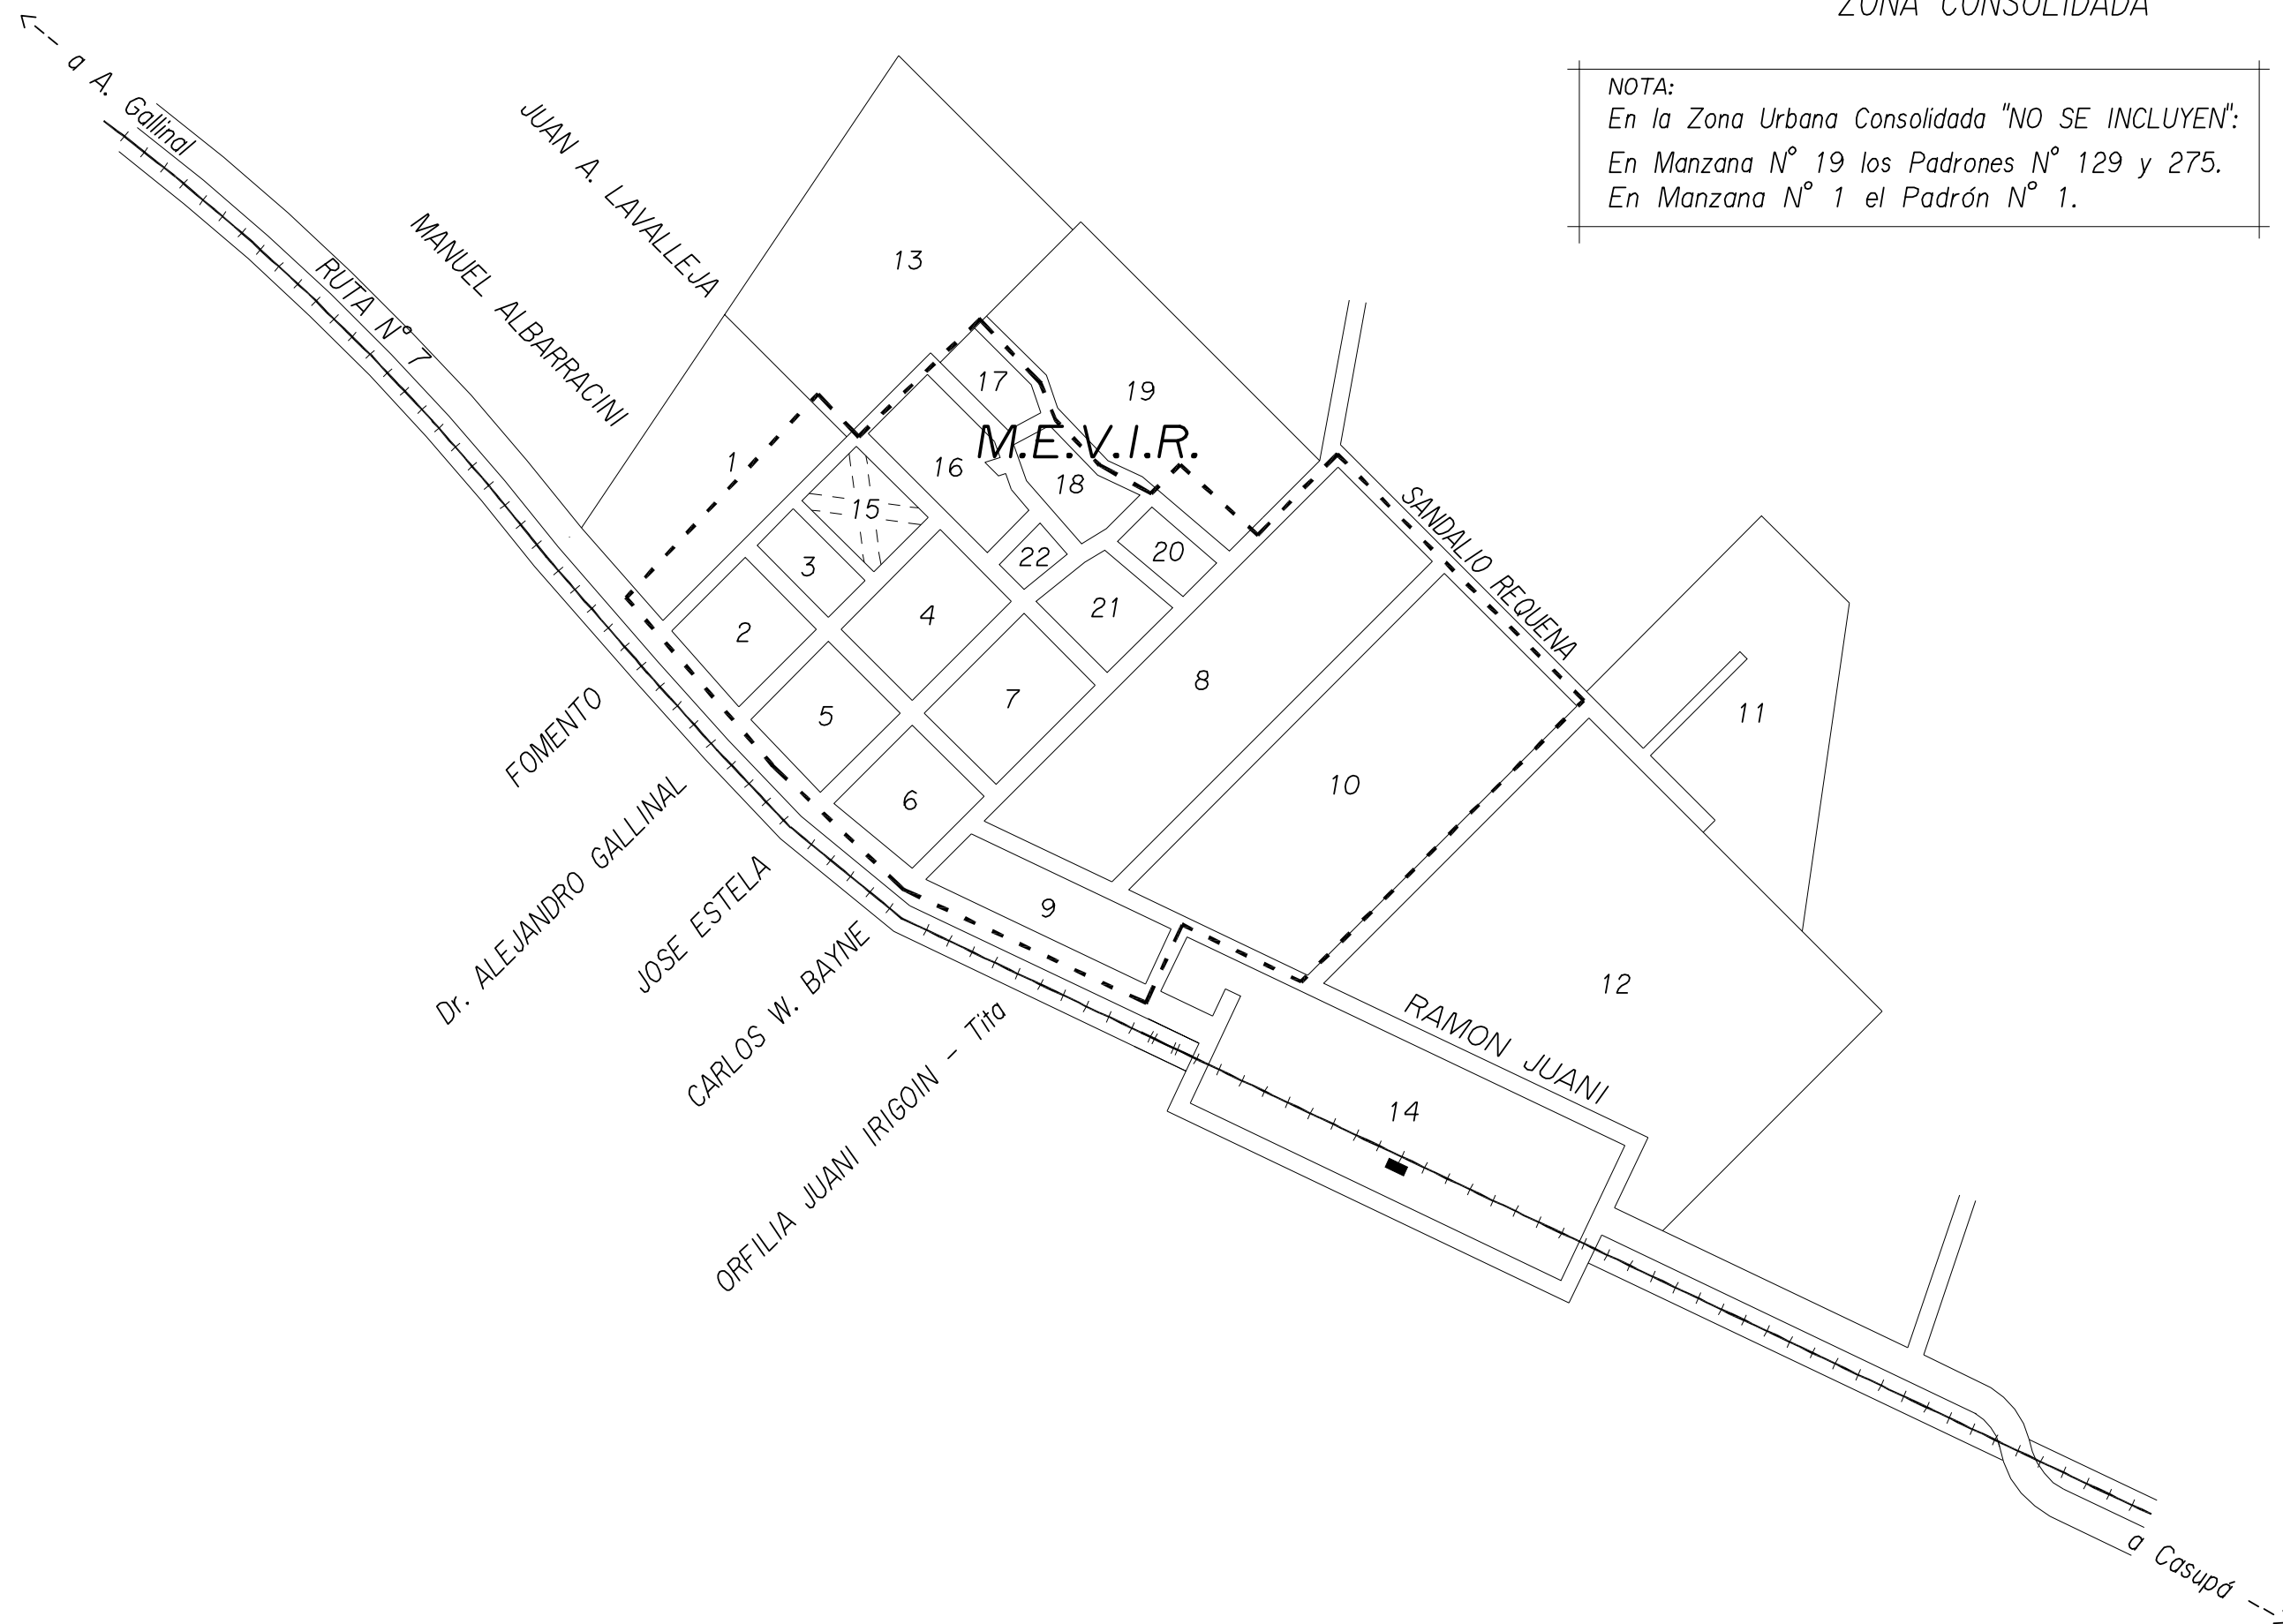 ZONA CONSOLIDADA
NOTA:
En la Zona Urbana Consolidada "NO SE INCLUYEN":
En Manzana N° 19 los Padrones N° 129 y 275.
En Manzana N° 1 el Padrón N° 1.
a A. Gallinal
RUTA N° 7
JUAN A. LAVALLEJA
MANUEL ALBARRACINI
13
19
17
M.E.V.I.R.
1
16
18
15
SANDALIO REQUENA
3
22
20
2
4
21
8
11
5
7
FOMENTO
Dr. ALEJANDRO GALLINAL
JOSE ESTELA
CARLOS W. BAYNE
ORFILIA JUANI IRIGOIN - Tita
6
10
9
12
RAMON JUANI
14
a Casupá